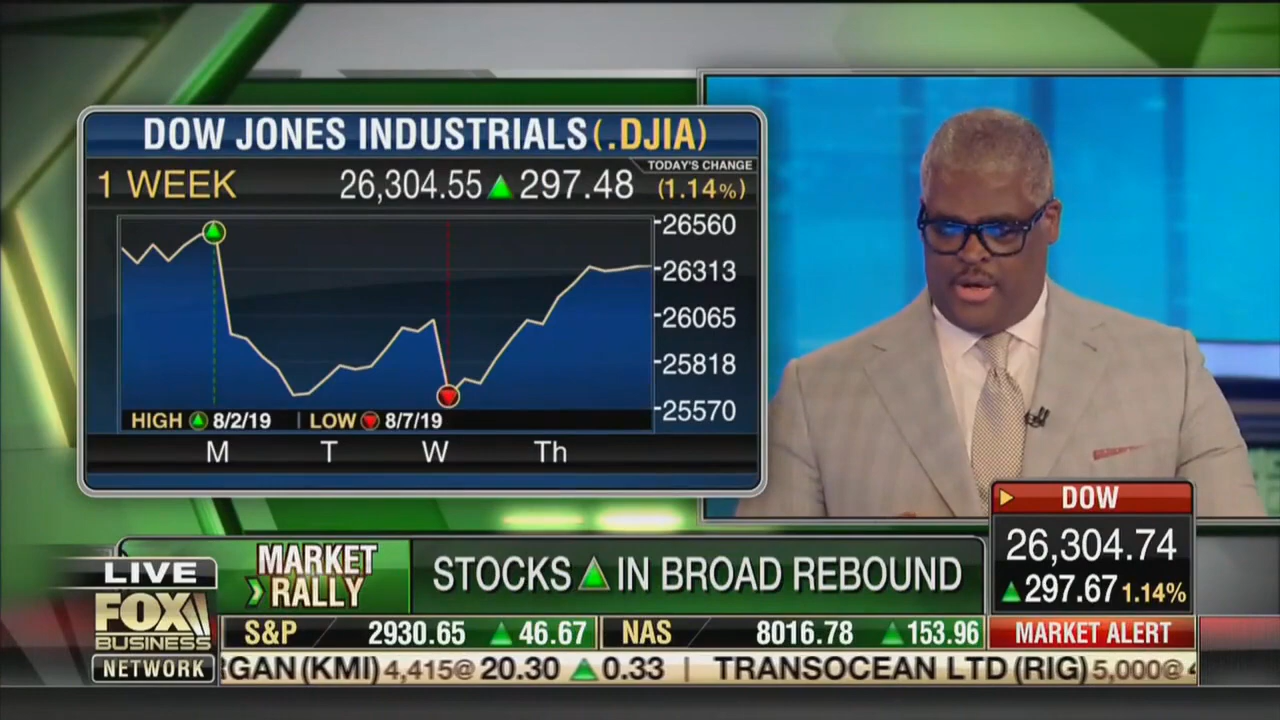 DOW JONES INDUSTRIALS(.DJIA)
TODAY'S CHANGE
1 WEEK 26,304.55 ▲ 297.48 (1.14%)
26560
26313
26065
25818
25570
HIGH ▲ 8/2/19 | LOW ▼ 8/7/19
M T W Th
DOW
26,304.74
▲ 297.67 1.14%
MARKET ALERT
LIVE
FOX
BUSINESS
NETWORK
MARKET
RALLY
STOCKS ▲ IN BROAD REBOUND
S&P 2930.65 ▲ 46.67 NAS 8016.78 ▲ 153.96
GAN (KMI) 4,415@ 20.30 ▲ 0.33 | TRANSOCEAN LTD (RIG) 5,000@